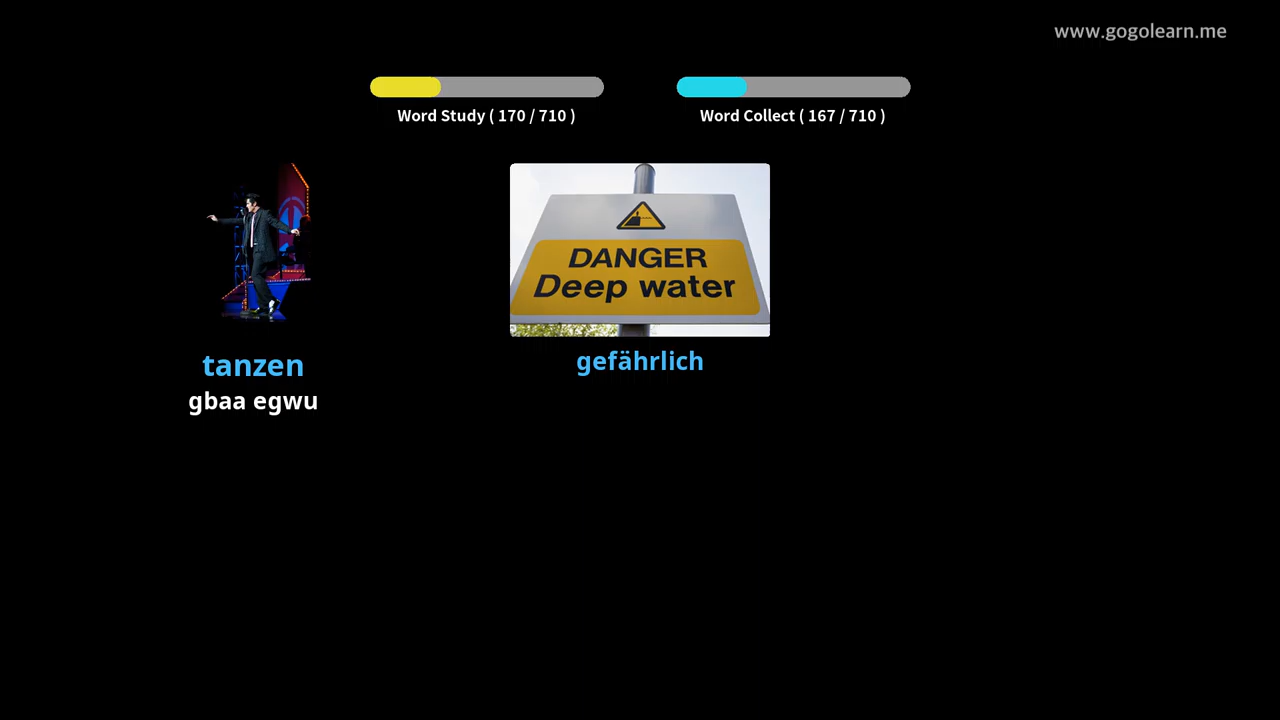 www.gogolearn.me
Word Study ( 170 / 710 )
Word Collect ( 167 / 710 )
DANGER
Deep water
tanzen
gbaa egwu
gefährlich